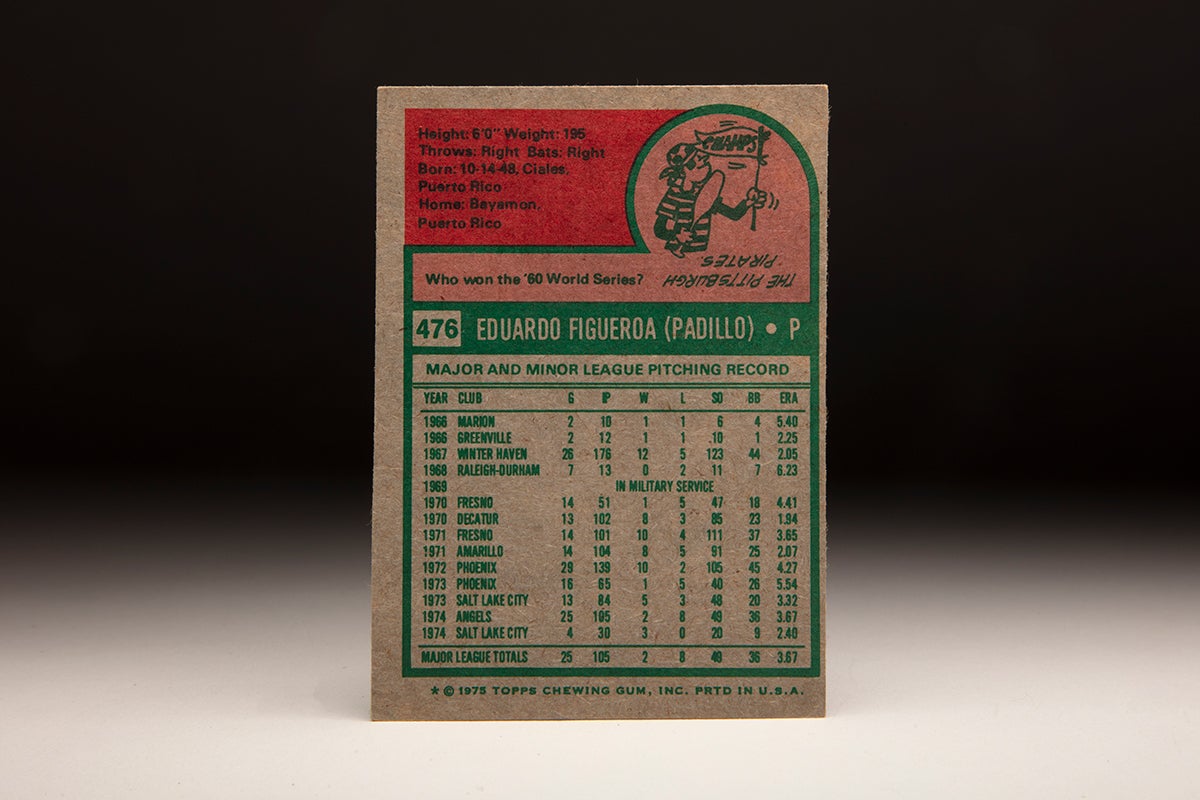 Height: 6'0" Weight: 195
Throws: Right Bats: Right
Born: 10-14-48, Ciales,
Puerto Rico
Home: Bayamon,
Puerto Rico
CHAMPS
Who won the '60 World Series?
THE PITTSBURGH
PIRATES.
476 EDUARDO FIGUEROA (PADILLO) • P
MAJOR AND MINOR LEAGUE PITCHING RECORD
YEAR CLUB G IP W L SO BB ERA
1966 MARION 2 10 1 1 6 4 5.40
1966 GREENVILLE 2 12 1 1 10 1 2.25
1967 WINTER HAVEN 26 176 12 5 123 44 2.05
1968 RALEIGH-DURHAM 7 13 0 2 11 7 6.23
1969 IN MILITARY SERVICE
1970 FRESNO 14 51 1 5 47 18 4.41
1970 DECATUR 13 102 8 3 85 23 1.94
1971 FRESNO 14 101 10 4 111 37 3.65
1971 AMARILLO 14 104 8 5 91 25 2.07
1972 PHOENIX 29 139 10 2 105 45 4.27
1973 PHOENIX 16 65 1 5 40 26 5.54
1973 SALT LAKE CITY 13 84 5 3 48 20 3.32
1974 ANGELS 25 105 2 8 49 36 3.67
1974 SALT LAKE CITY 4 30 3 0 20 9 2.40
MAJOR LEAGUE TOTALS 25 105 2 8 49 36 3.67
* © 1975 TOPPS CHEWING GUM, INC. PRTD IN U.S.A.